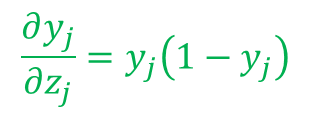 ∂y_j/∂z_j = y_j(1 − y_j)